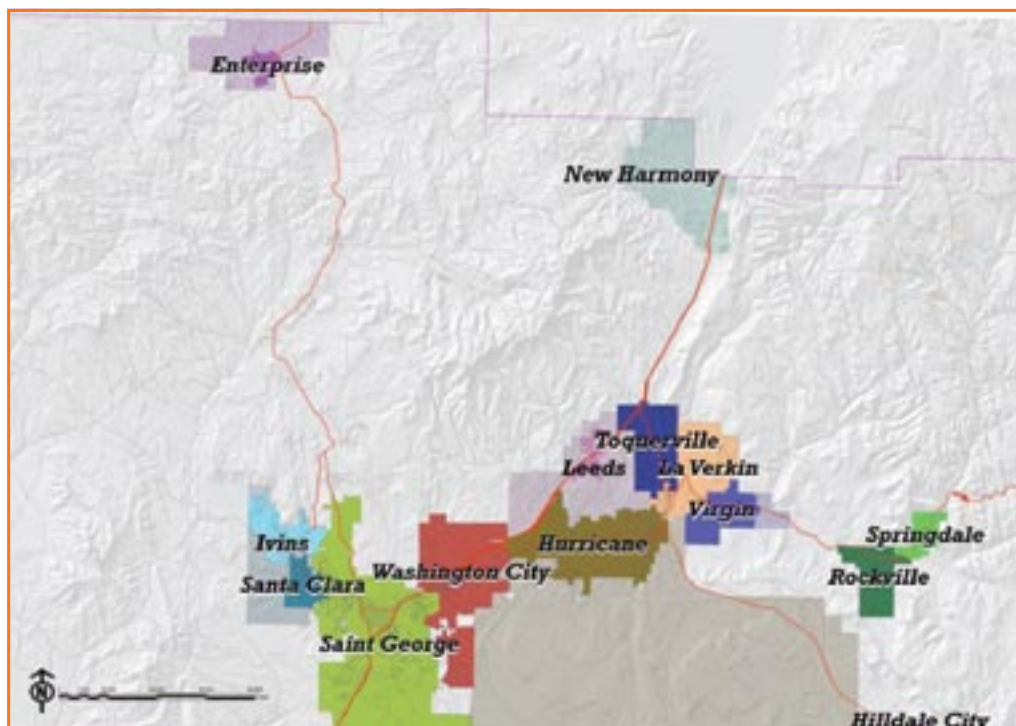 Enterprise
New Harmony
Toquerville
Leeds
La Verkin
Virgin
Springdale
Ivins
Hurricane
Washington City
Rockville
Santa Clara
Saint George
Hilldale City
N